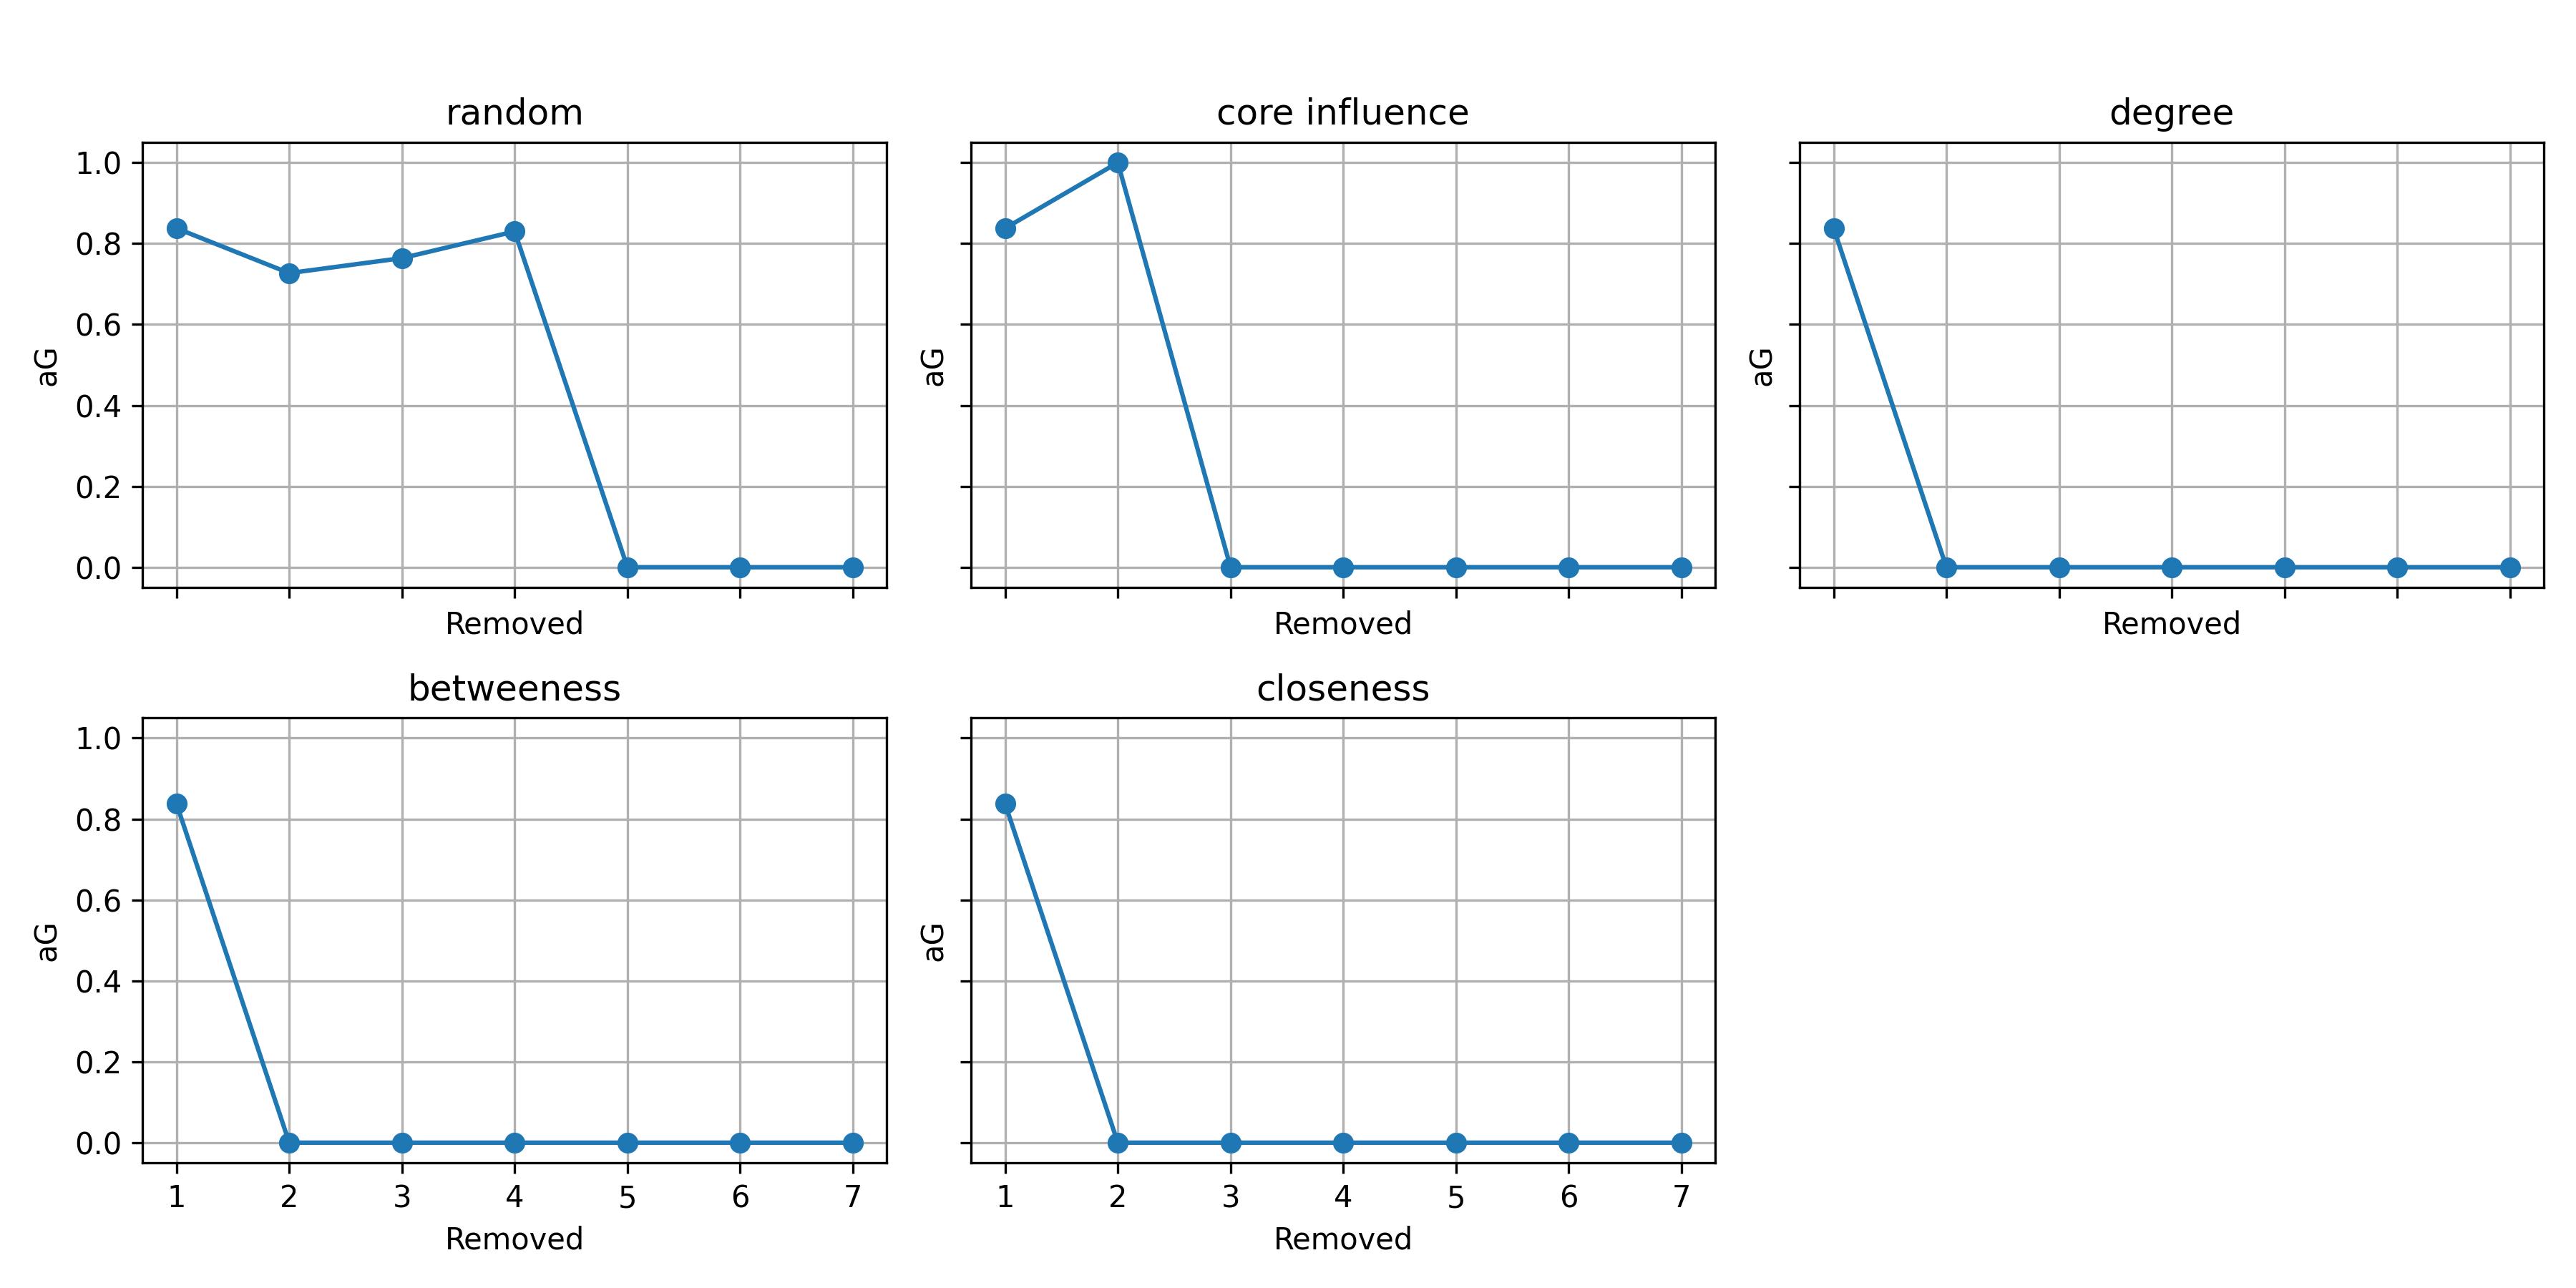 random
core influence
degree
1.0
0.8
0.6
0.4
0.2
0.0
aG
aG
aG
Removed
Removed
Removed
betweeness
closeness
1.0
0.8
0.6
0.4
0.2
0.0
aG
aG
1 2 3 4 5 6 7
1 2 3 4 5 6 7
Removed
Removed